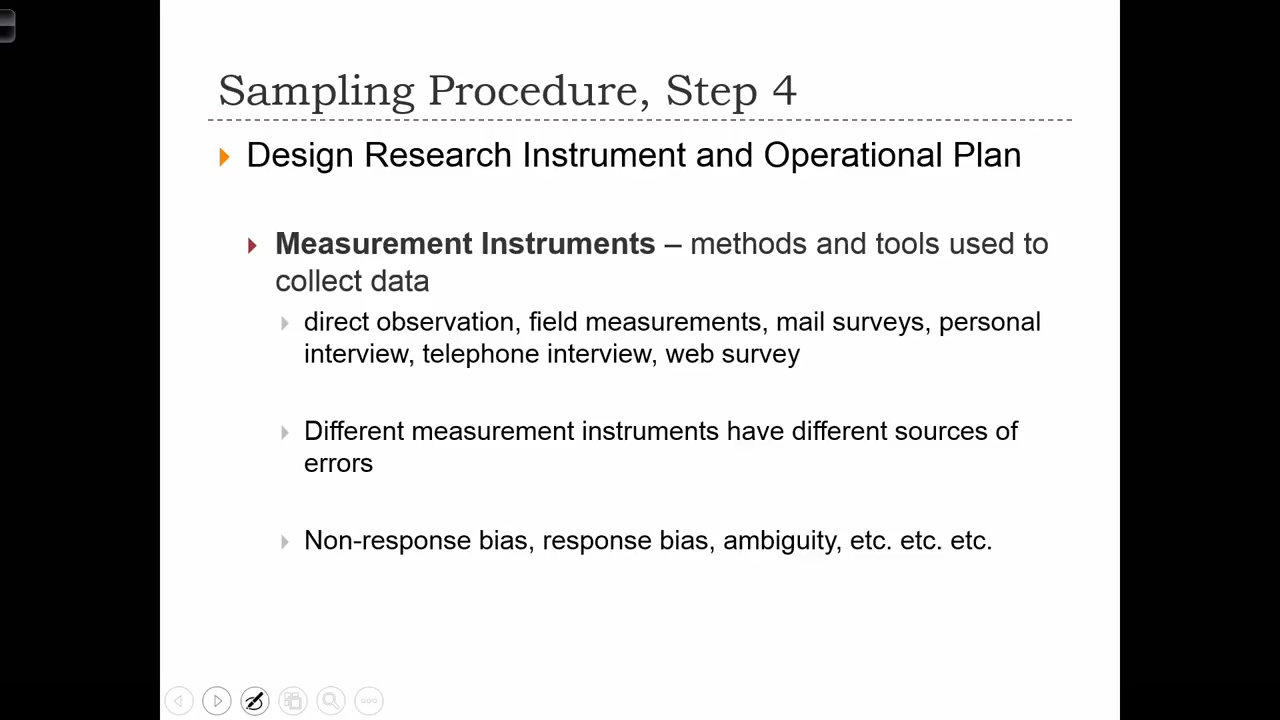 Sampling Procedure, Step 4
Design Research Instrument and Operational Plan
Measurement Instruments – methods and tools used to
collect data
direct observation, field measurements, mail surveys, personal
interview, telephone interview, web survey
Different measurement instruments have different sources of
errors
Non-response bias, response bias, ambiguity, etc. etc. etc.